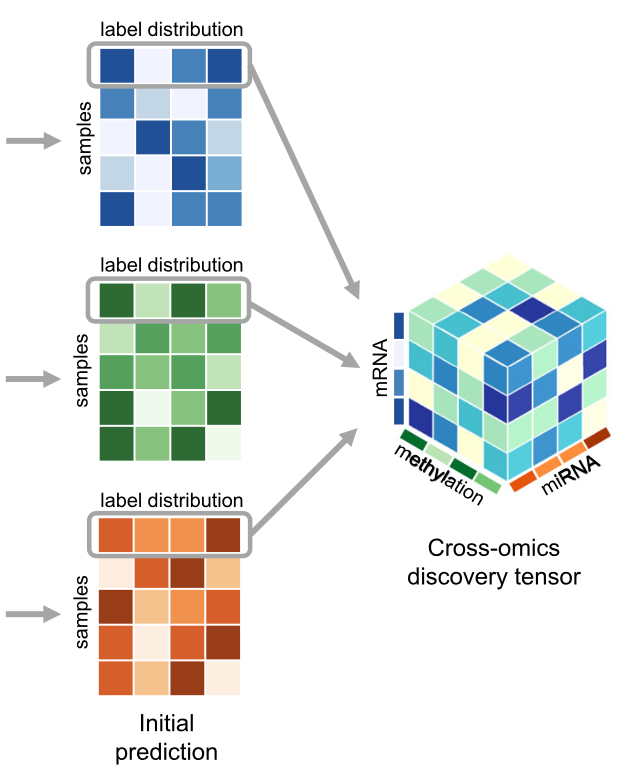 label distribution
samples
label distribution
samples
label distribution
samples
Initial
prediction
mRNA
methylation
miRNA
Cross-omics
discovery tensor